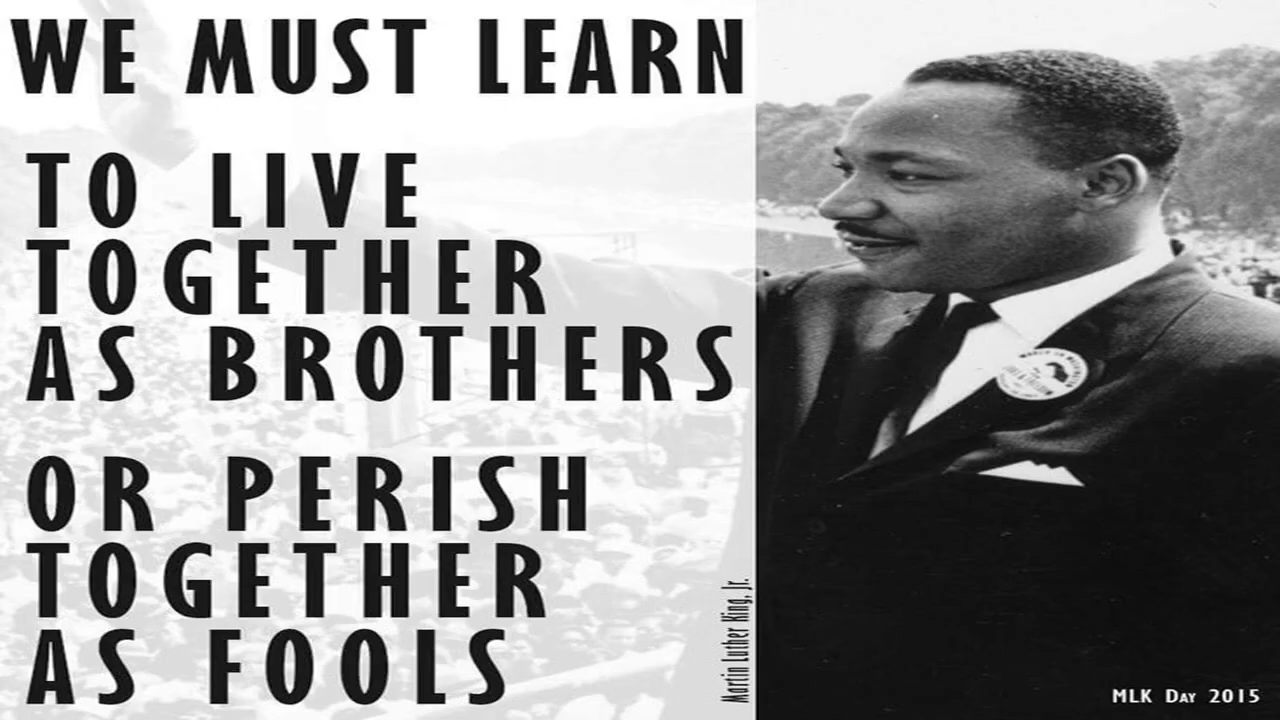 WE MUST LEARN
TO LIVE
TOGETHER
AS BROTHERS
OR PERISH
TOGETHER
AS FOOLS
Martin Luther King, Jr.
MLK DAY 2015